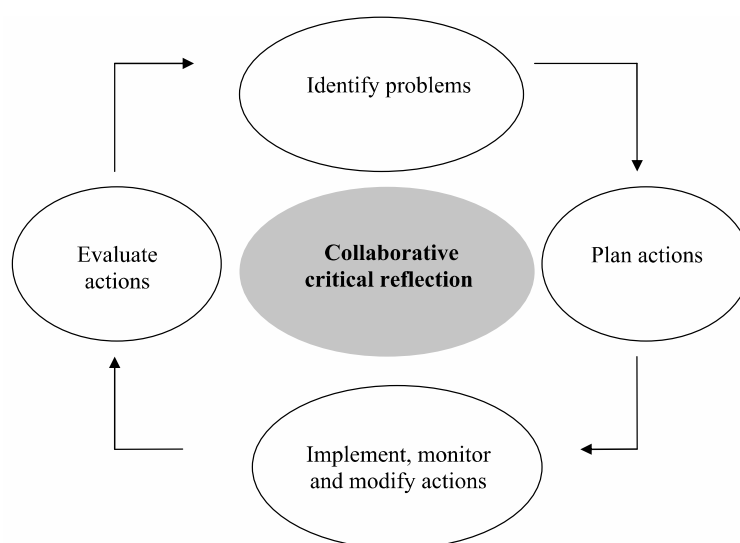 Identify problems
Evaluate
actions
Collaborative
critical reflection
Plan actions
Implement, monitor
and modify actions